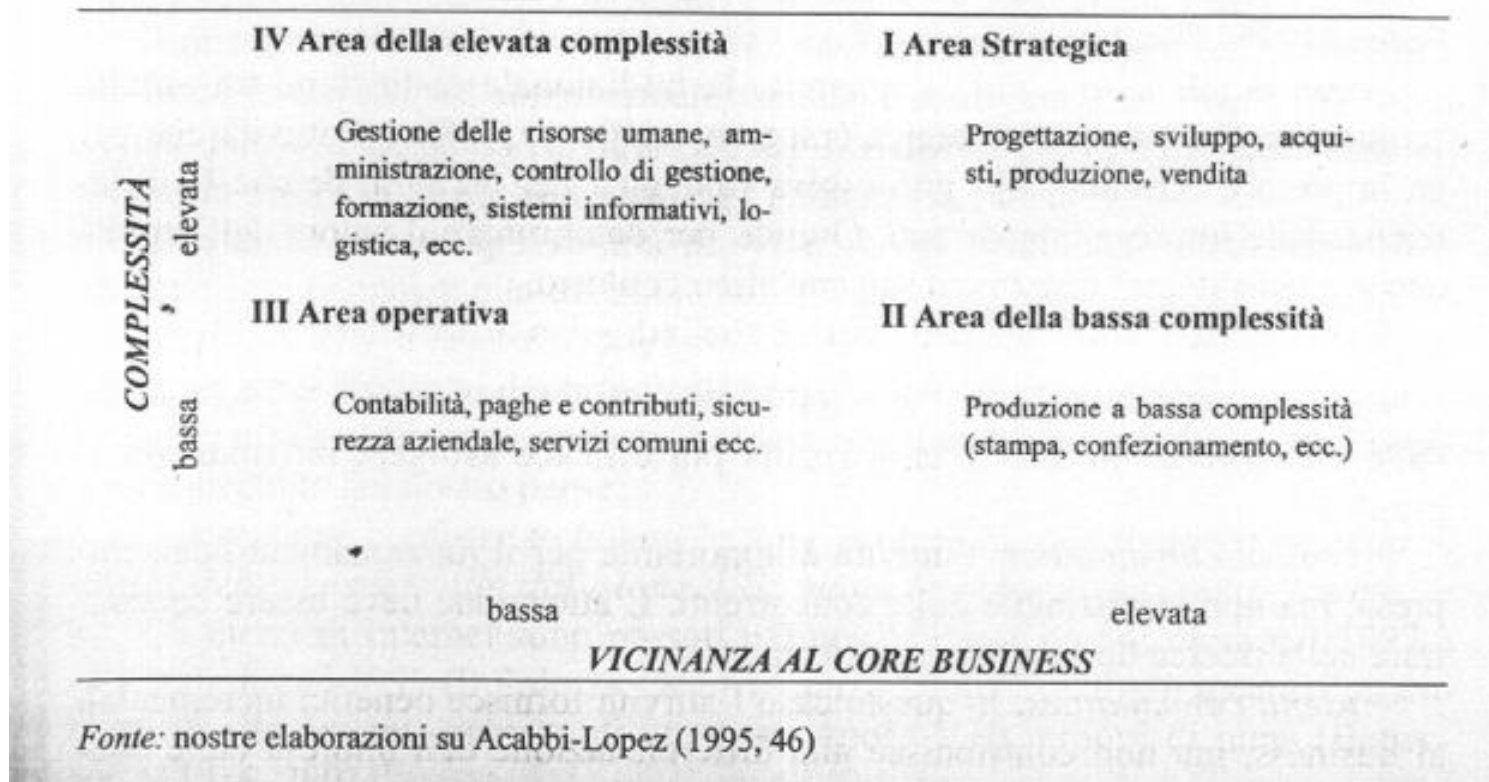 IV Area della elevata complessità
I Area Strategica
Gestione delle risorse umane, am-
ministrazione, controllo di gestione,
formazione, sistemi informativi, lo-
gistica, ecc.
Progettazione, sviluppo, acqui-
sti, produzione, vendita
COMPLESSITÀ
elevata
bassa
III Area operativa
II Area della bassa complessità
Contabilità, paghe e contributi, sicu-
rezza aziendale, servizi comuni ecc.
Produzione a bassa complessità
(stampa, confezionamento, ecc.)
bassa
elevata
VICINANZA AL CORE BUSINESS
Fonte: nostre elaborazioni su Acabbi-Lopez (1995, 46)